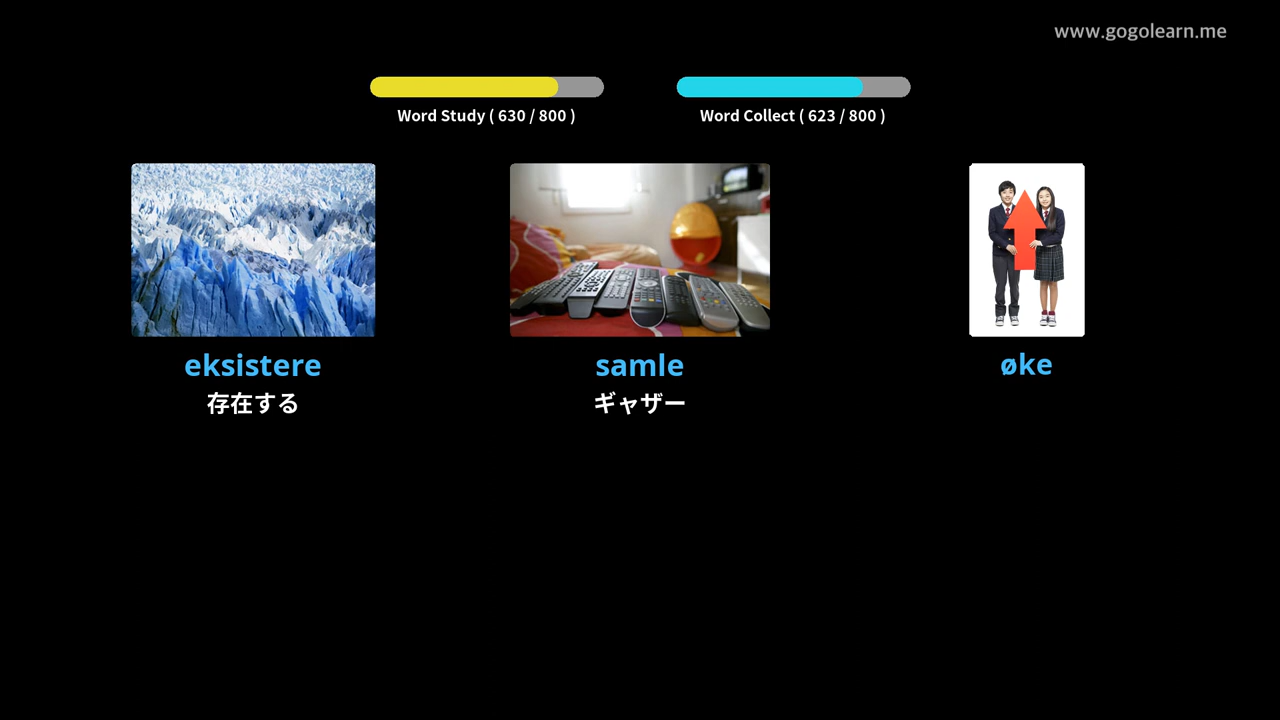 www.gogolearn.me
Word Study ( 630 / 800 )
Word Collect ( 623 / 800 )
eksistere
存在する
samle
ギャザー
øke